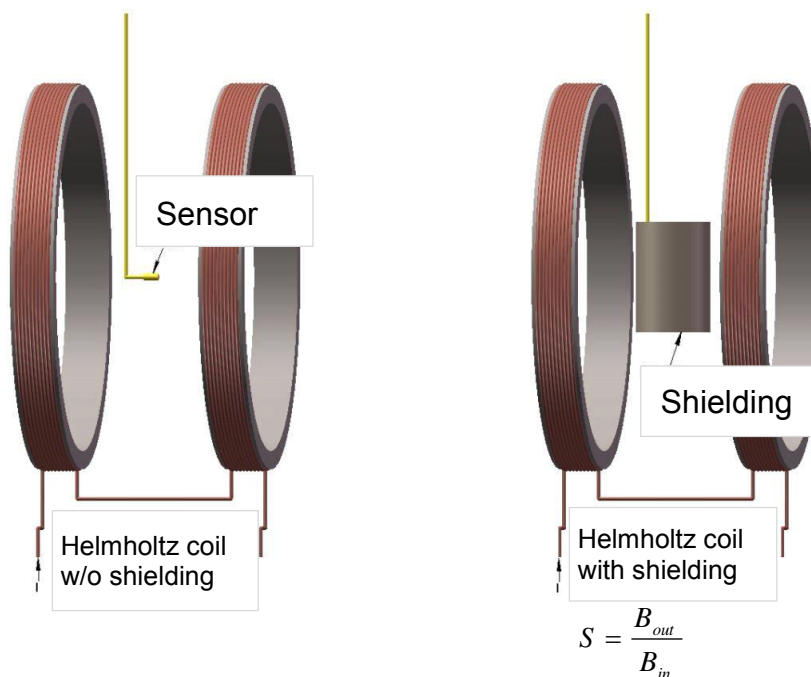 Sensor
Helmholtz coil
w/o shielding
I
Shielding
Helmholtz coil
with shielding
I
S = B_out / B_in